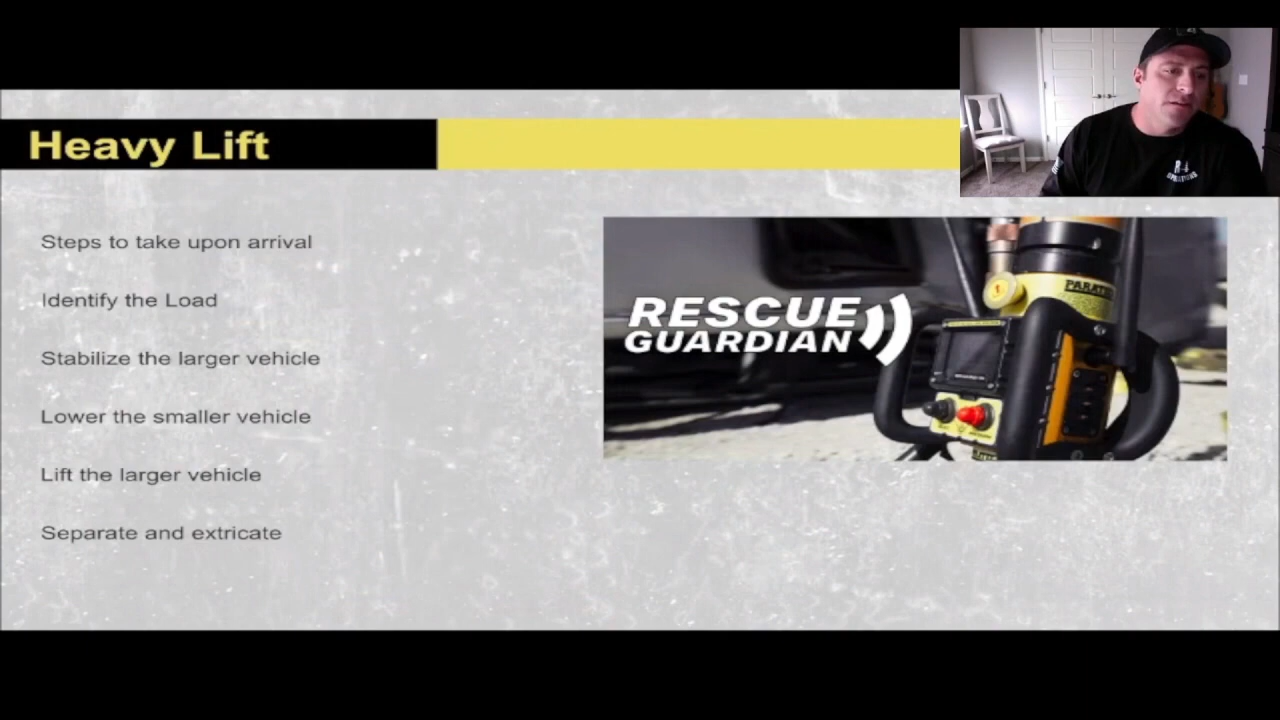 Heavy Lift
Steps to take upon arrival
Identify the Load
Stabilize the larger vehicle
Lower the smaller vehicle
Lift the larger vehicle
Separate and extricate
RESCUE
GUARDIAN